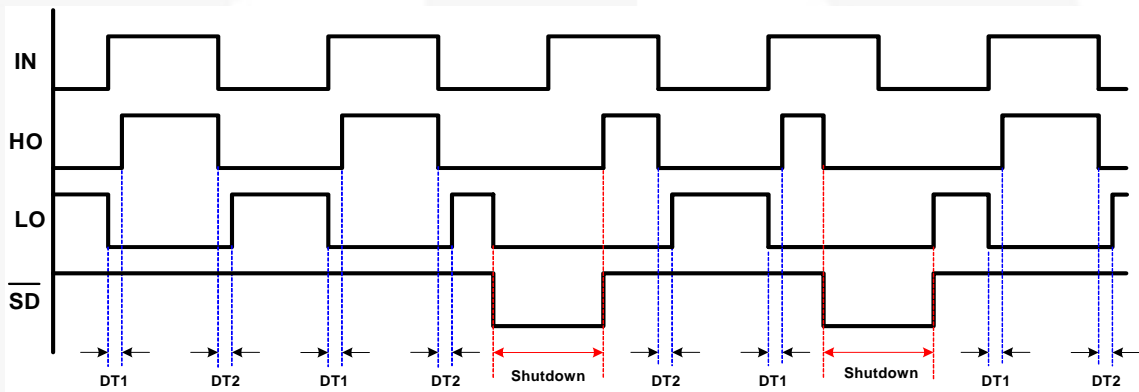 IN
HO
LO
SD
DT1 DT2 DT1 DT2 Shutdown DT2 DT1 Shutdown DT1 DT2